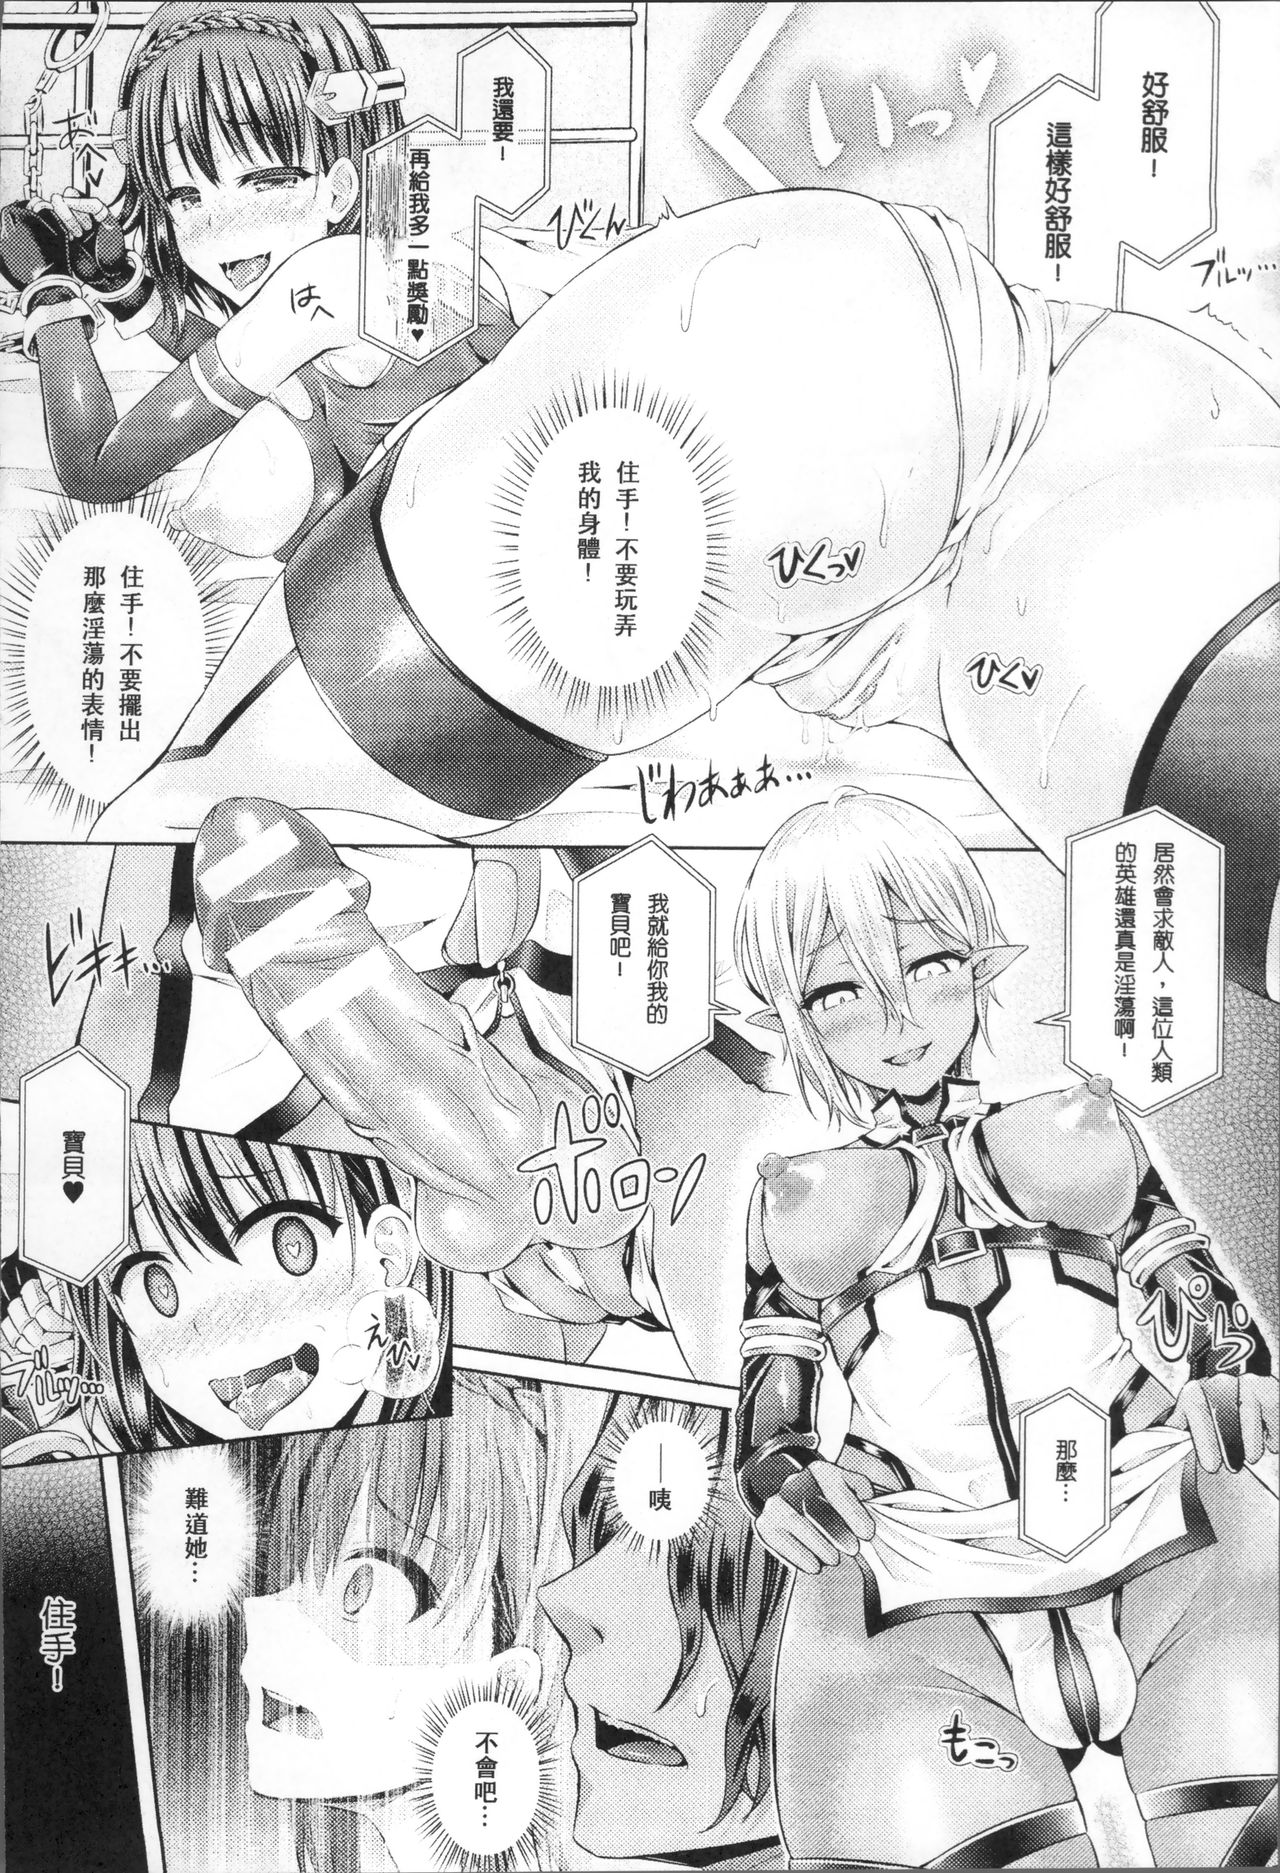 好舒服！
這樣好舒服！
いっ♡
我還要！
再給我多一點獎勵♥
おへ♡
はへ
びくん
ブルッ…
住手！不要玩弄
我的身體！
ひくっ♡
ひく♡
住手！不要擺出
那麼淫蕩的表情！
じわあぁぁ…
居然會求敵人，這位人類
的英雄還真是淫蕩啊！
我就給你我的
寶貝吧！
ビキキ…
ボロン
ぴら
那麼…
もこっ
寶貝♥
えひ♡
ブルッ…
—咦
難道她…
不會吧…
住手！